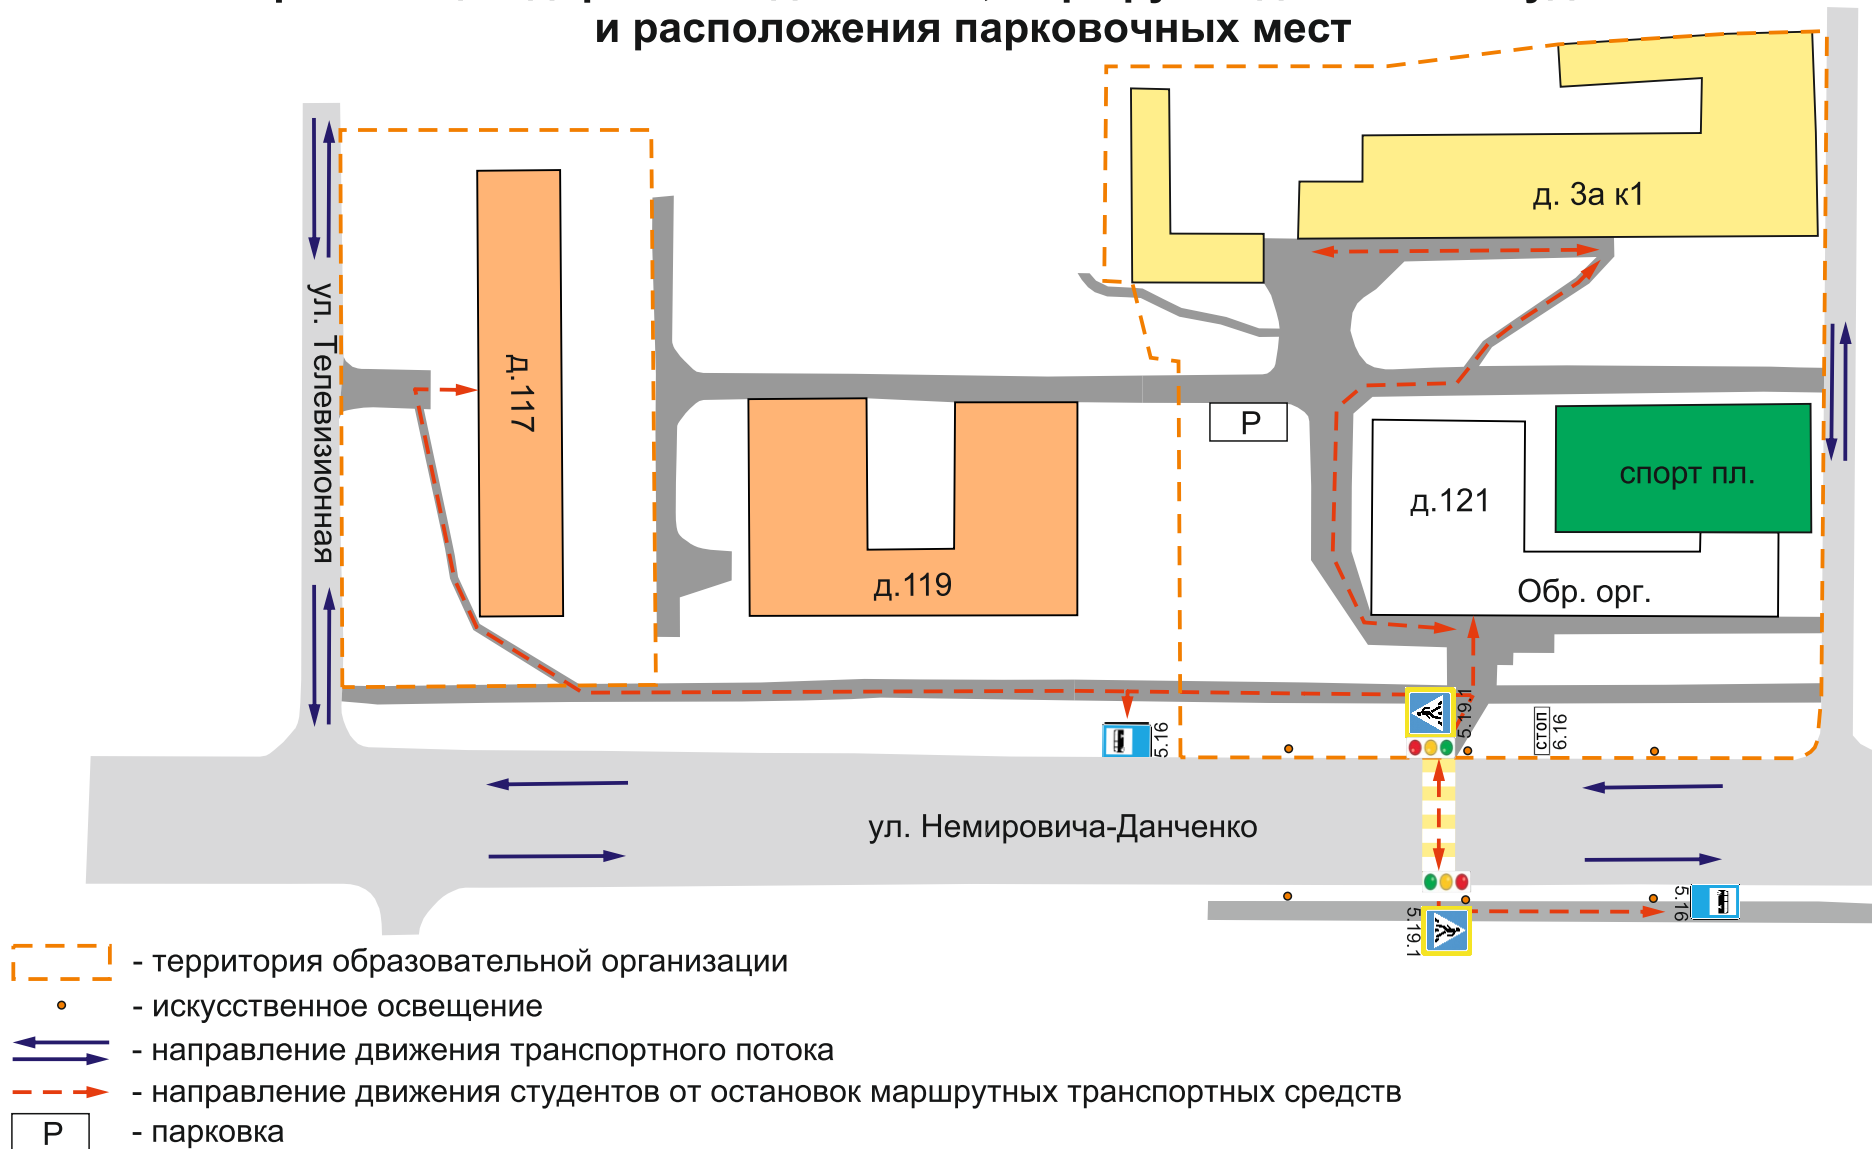 и расположения парковочных мест
д. 3а к1
ул. Телевизионная
д.117
Р
спорт пл.
д.121
д.119
Обр. орг.
5.19.1
5.16
стоп
6.16
ул. Немировича-Данченко
5.16
5.19.1
- территория образовательной организации
- искусственное освещение
- направление движения транспортного потока
- направление движения студентов от остановок маршрутных транспортных средств
Р
- парковка